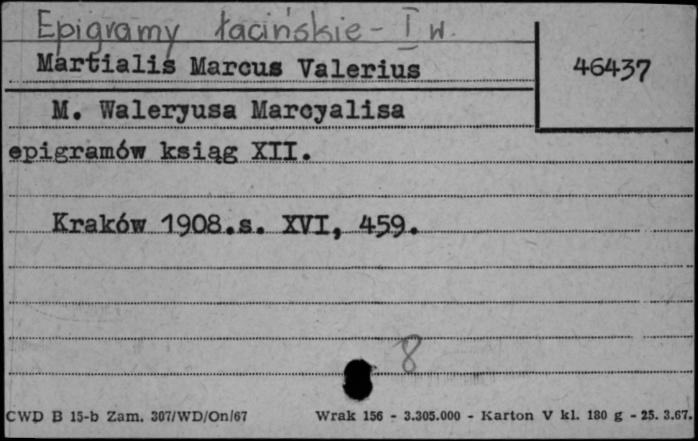 Epigramy łacińskie - I w.
Martialis Marcus Valerius
46437
M. Waleryusa Marcyalisa
epigramów ksiąg XII.
Kraków 1908.s. XVI, 459.
8
CWD B 15-b Zam. 307/WD/On/67 Wrak 156 - 3.305.000 - Karton V kl. 180 g - 25. 3.67.